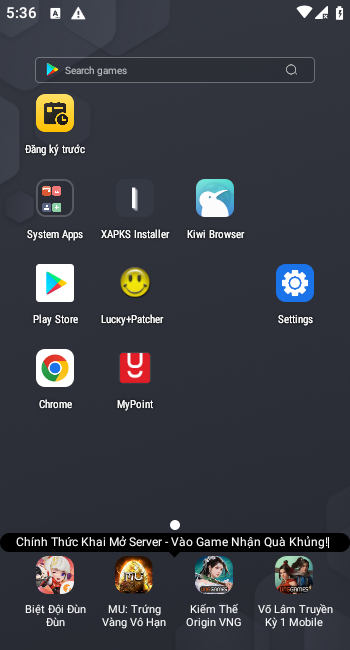 5:36
Search games
Đăng ký trước
System Apps
XAPKS Installer
Kiwi Browser
Play Store
Lucκy+Patcher
Settings
Chrome
MyPoint
Chính Thức Khai Mở Server - Vào Game Nhận Quà Khủng!
Biệt Đội Đùn
Đùn
MU: Trứng
Vàng Vô Hạn
Kiếm Thế
Origin VNG
Võ Lâm Truyền
Kỳ 1 Mobile